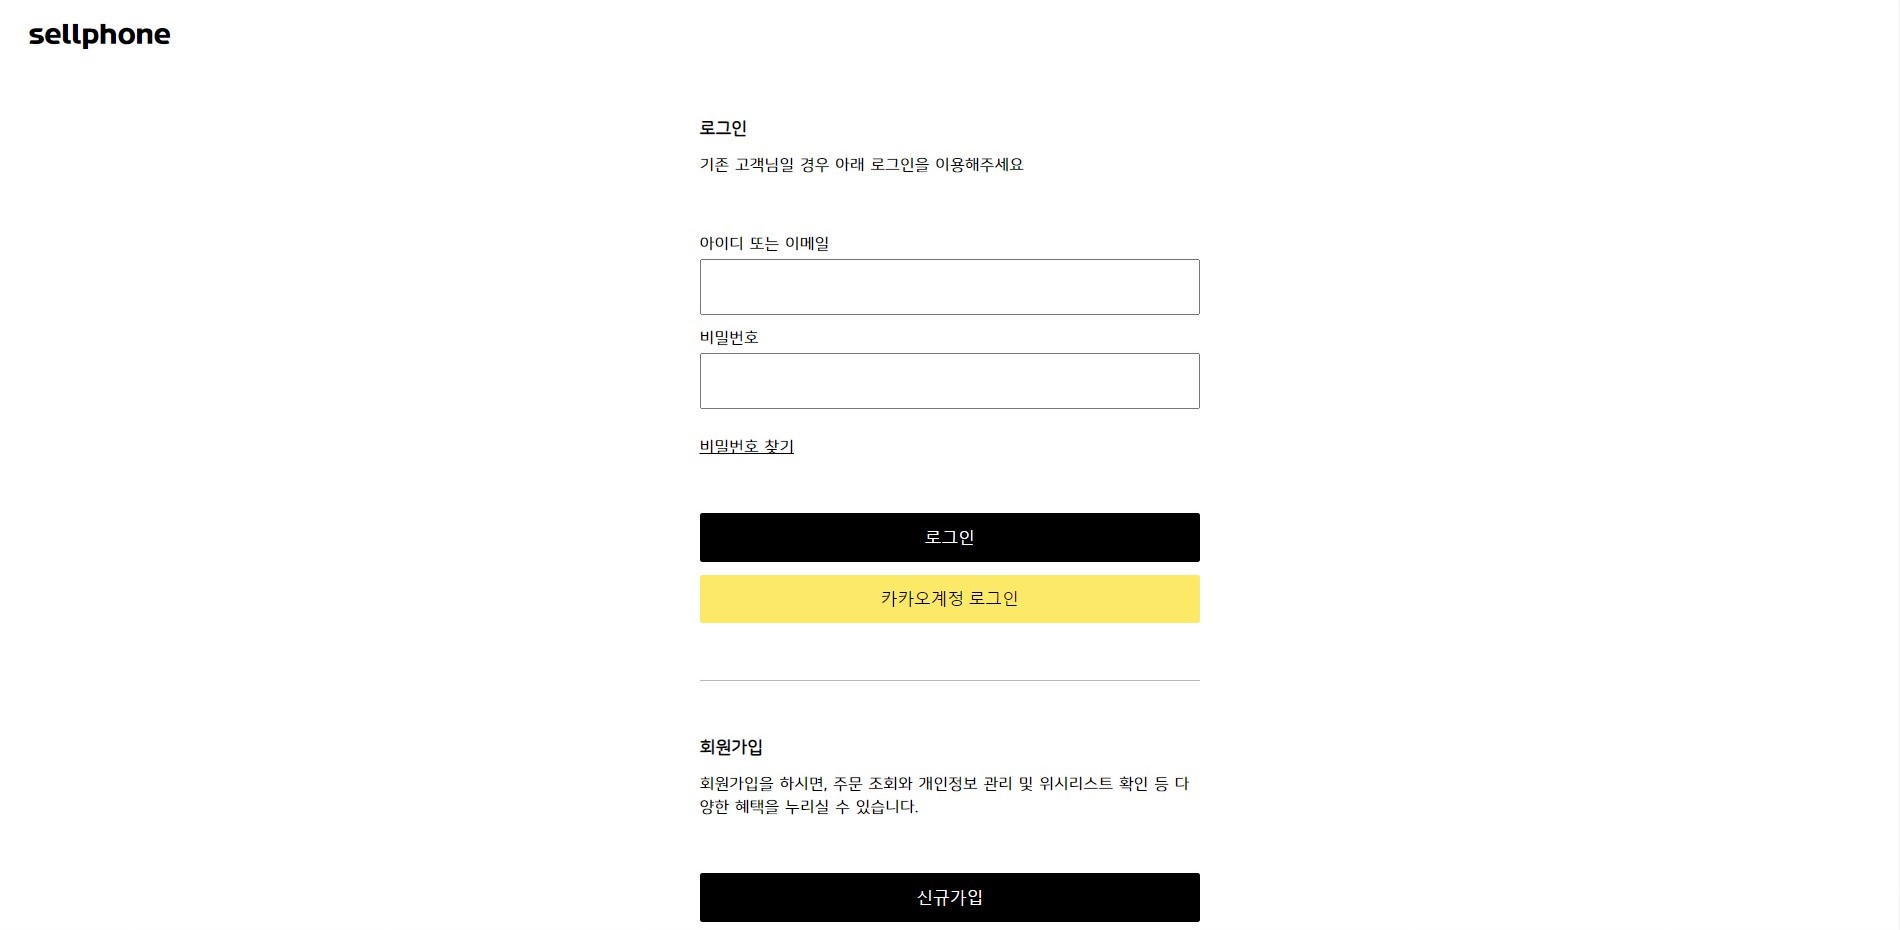 sellphone
로그인
기존 고객님일 경우 아래 로그인을 이용해주세요
아이디 또는 이메일
비밀번호
비밀번호 찾기
로그인
카카오계정 로그인
회원가입
회원가입을 하시면, 주문 조회와 개인정보 관리 및 위시리스트 확인 등 다
양한 혜택을 누리실 수 있습니다.
신규가입